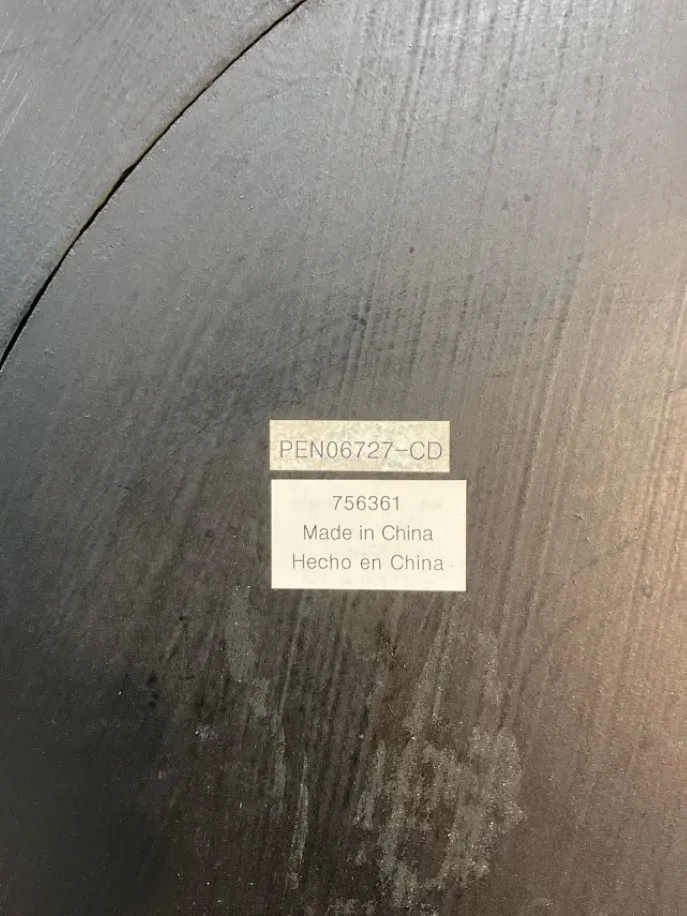 PEN06727-CD
756361
Made in China
Hecho en China